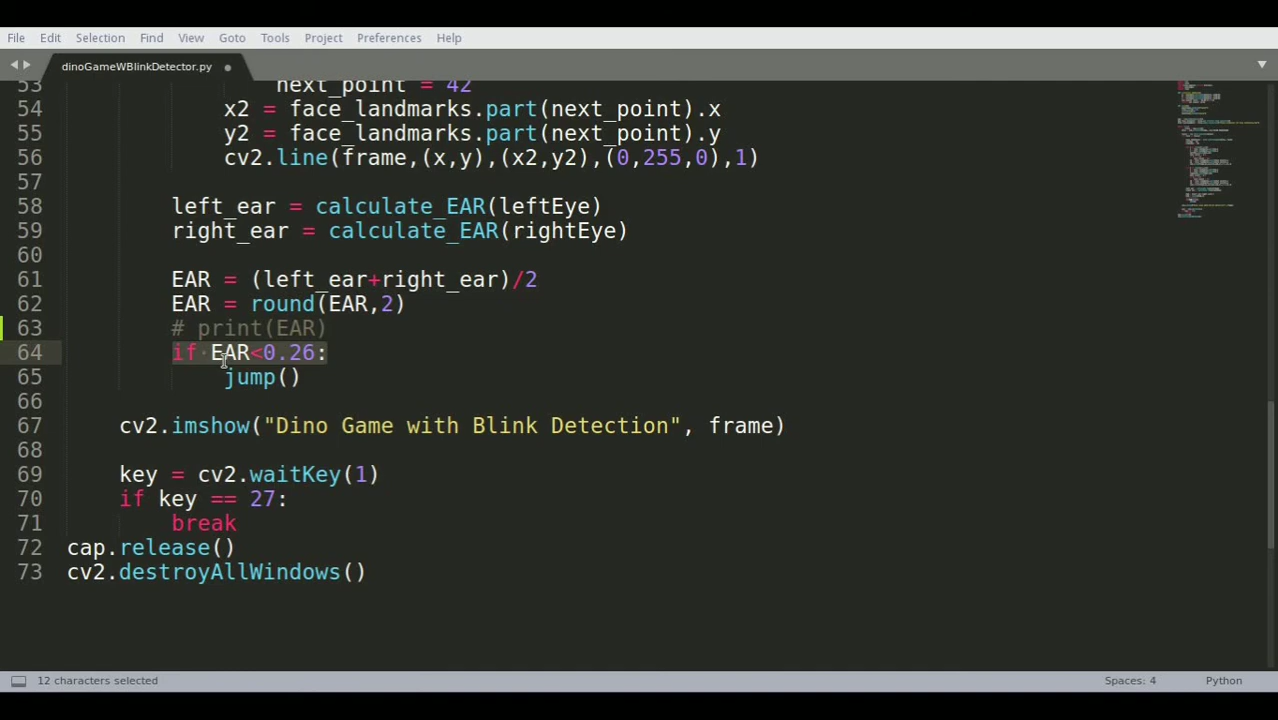 File Edit Selection Find View Goto Tools Project Preferences Help
dinoGameWBlinkDetector.py
53 next_point = 42
54 x2 = face_landmarks.part(next_point).x
55 y2 = face_landmarks.part(next_point).y
56 cv2.line(frame,(x,y),(x2,y2),(0,255,0),1)
57
58 left_ear = calculate_EAR(leftEye)
59 right_ear = calculate_EAR(rightEye)
60
61 EAR = (left_ear+right_ear)/2
62 EAR = round(EAR,2)
63 # print(EAR)
64 if EAR<0.26:
65 jump()
66
67 cv2.imshow("Dino Game with Blink Detection", frame)
68
69 key = cv2.waitKey(1)
70 if key == 27:
71 break
72 cap.release()
73 cv2.destroyAllWindows()
12 characters selected Spaces: 4 Python